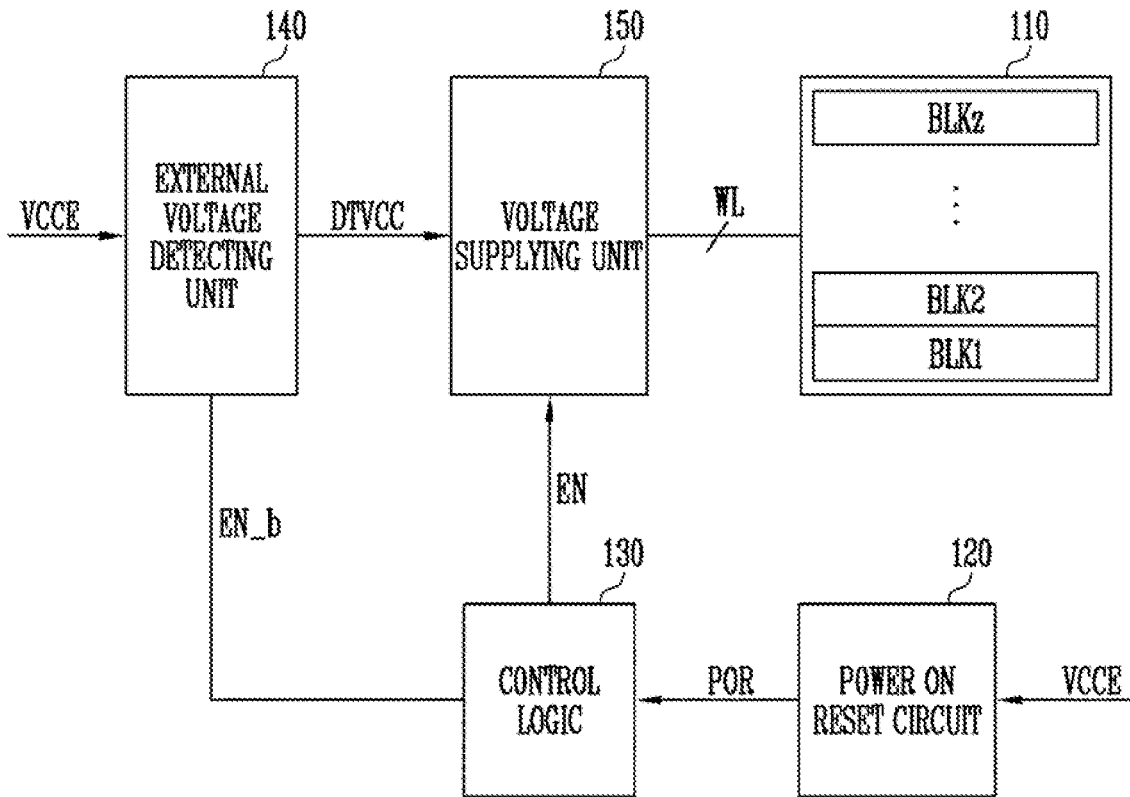 140
150
110
EXTERNAL
VOLTAGE
DETECTING
UNIT
VCCE
DTVCC
VOLTAGE
SUPPLYING UNIT
WL
BLKz
BLK2
BLK1
EN_b
EN
130
120
CONTROL
LOGIC
POR
POWER ON
RESET CIRCUIT
VCCE